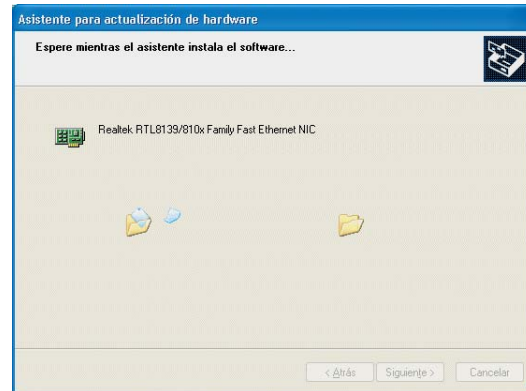 Asistente para actualización de hardware
Espere mientras el asistente instala el software...
Realtek RTL8139/810x Family Fast Ethernet NIC
< Atrás
Siguiente >
Cancelar